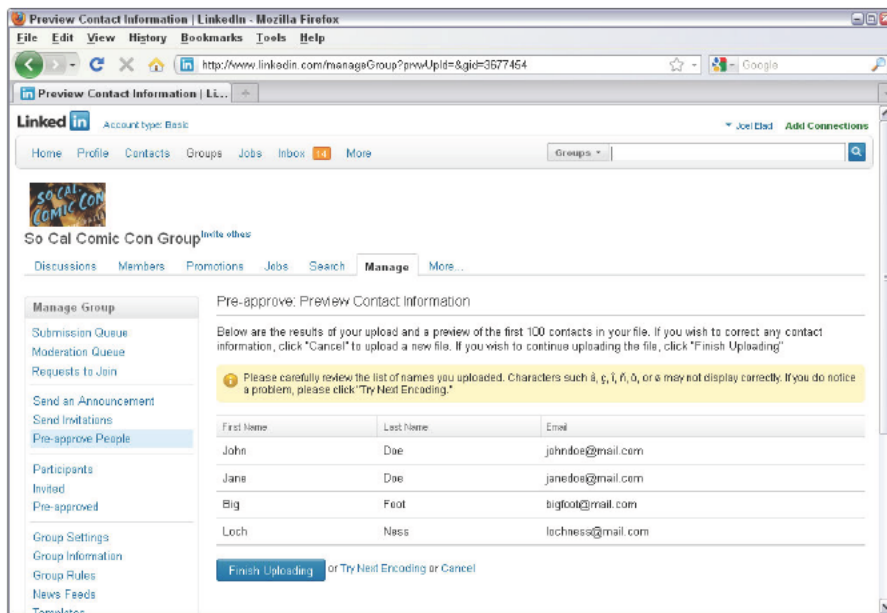 Preview Contact Information | LinkedIn - Mozilla Firefox
File Edit View History Bookmarks Tools Help
http://www.linkedin.com/manageGroup?prvwUpId=&gid=3677454
Google
Preview Contact Information | Li...
Linked in Account type: Basic
Joel Elad Add Connections
Home Profile Contacts Groups Jobs Inbox 14 More
Groups
SO CAL COMIC CON
So Cal Comic Con Group Invite others
Discussions Members Promotions Jobs Search Manage More...
Manage Group
Submission Queue
Moderation Queue
Requests to Join
Send an Announcement
Send Invitations
Pre-approve People
Participants
Invited
Pre-approved
Group Settings
Group Information
Group Rules
News Feeds
Templates
Pre-approve: Preview Contact Information
Below are the results of your upload and a preview of the first 100 contacts in your file. If you wish to correct any contact
information, click "Cancel" to upload a new file. If you wish to continue uploading the file, click "Finish Uploading"
Please carefully review the list of names you uploaded. Characters such â, ç, î, ñ, õ, or ø may not display correctly. If you do notice
a problem, please click "Try Next Encoding."
First Name Last Name Email
John Doe johndoe@mail.com
Jane Doe janedoe@mail.com
Big Foot bigfoot@mail.com
Loch Ness lochness@mail.com
Finish Uploading or Try Next Encoding or Cancel